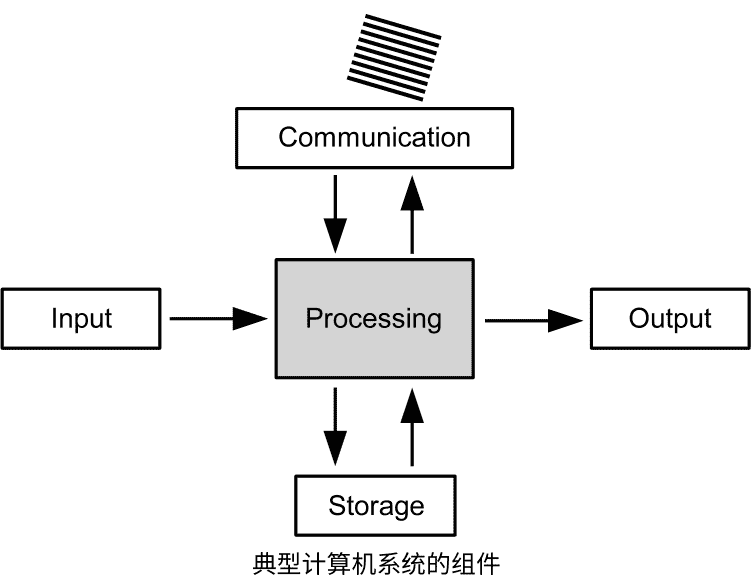 Communication
Input
Processing
Output
Storage
典型计算机系统的组件